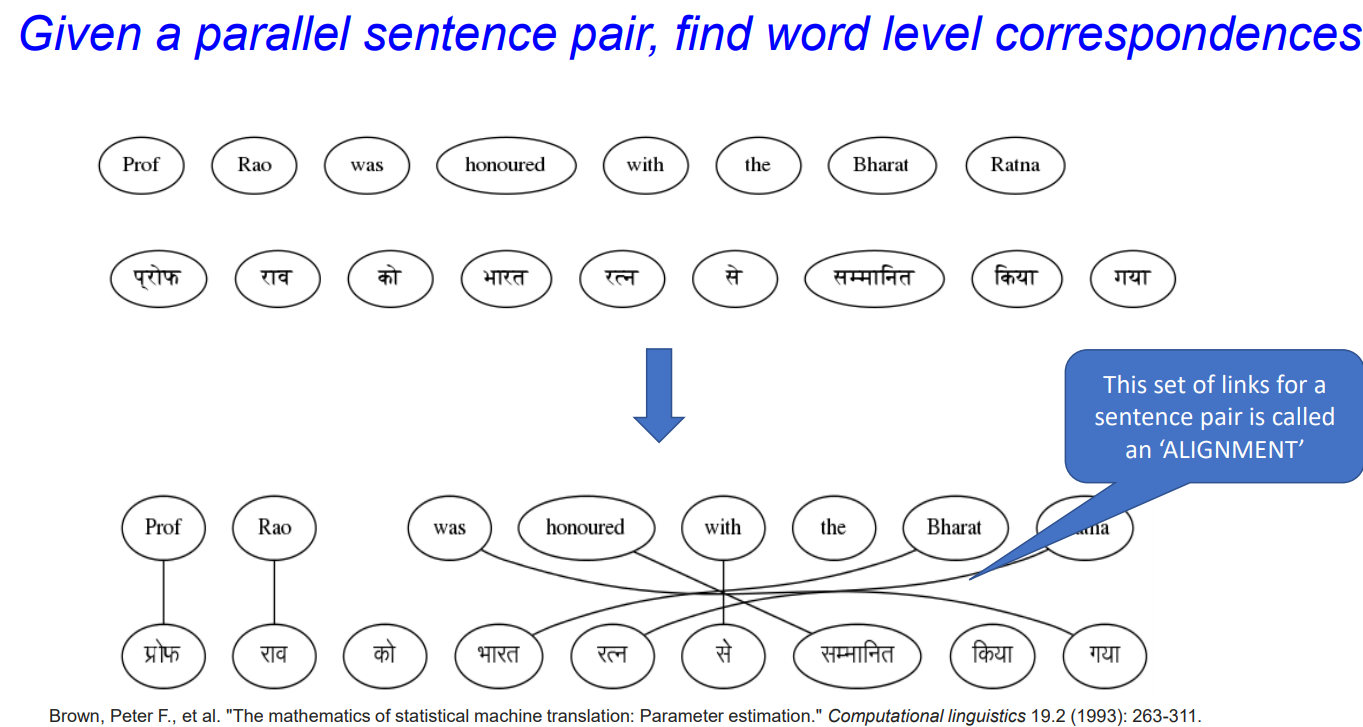 Given a parallel sentence pair, find word level correspondences
Prof Rao was honoured with the Bharat Ratna
प्रोफ राव को भारत रत्न से सम्मानित किया गया
This set of links for a
sentence pair is called
an ‘ALIGNMENT’
Prof Rao was honoured with the Bharat
प्रोफ राव को भारत रत्न से सम्मानित किया गया
Brown, Peter F., et al. "The mathematics of statistical machine translation: Parameter estimation." Computational linguistics 19.2 (1993): 263-311.